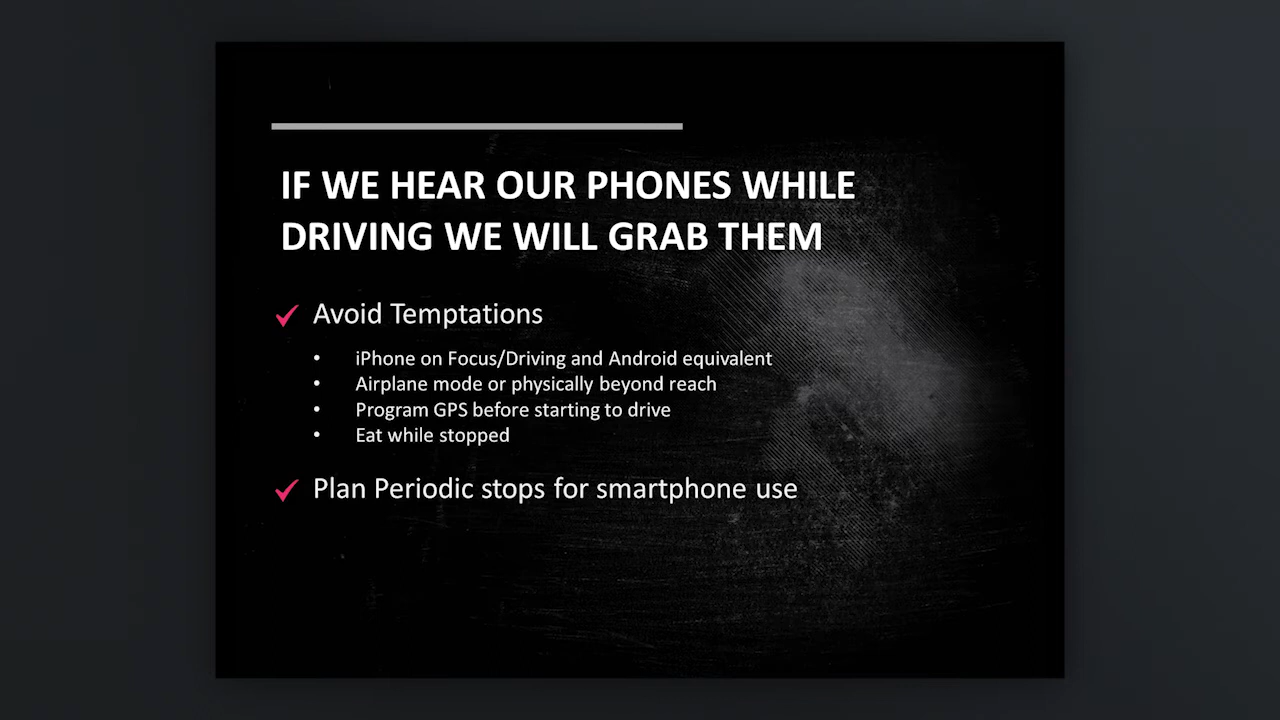 IF WE HEAR OUR PHONES WHILE
DRIVING WE WILL GRAB THEM
Avoid Temptations
iPhone on Focus/Driving and Android equivalent
Airplane mode or physically beyond reach
Program GPS before starting to drive
Eat while stopped
Plan Periodic stops for smartphone use